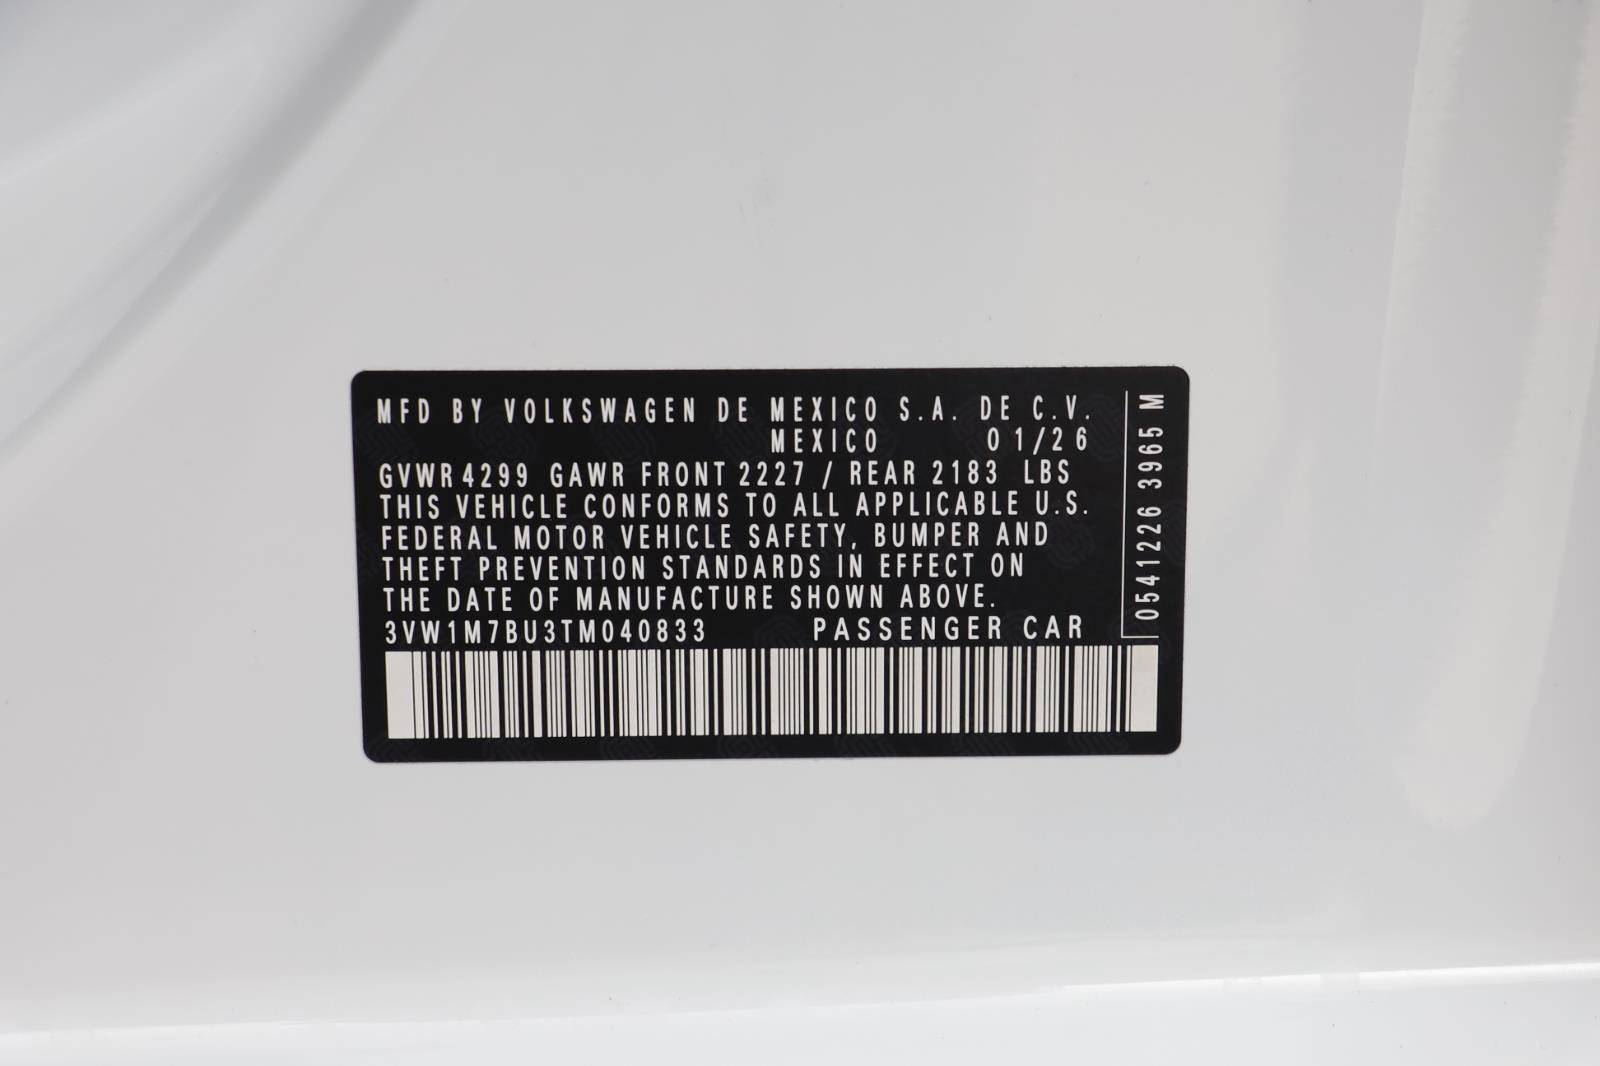 MFD BY VOLKSWAGEN DE MEXICO S.A. DE C.V.
MEXICO 01/26
GVWR 4299 GAWR FRONT 2227 / REAR 2183 LBS
THIS VEHICLE CONFORMS TO ALL APPLICABLE U.S.
FEDERAL MOTOR VEHICLE SAFETY, BUMPER AND
THEFT PREVENTION STANDARDS IN EFFECT ON
THE DATE OF MANUFACTURE SHOWN ABOVE.
3VW1M7BU3TM040833 PASSENGER CAR
0541226 3965 M